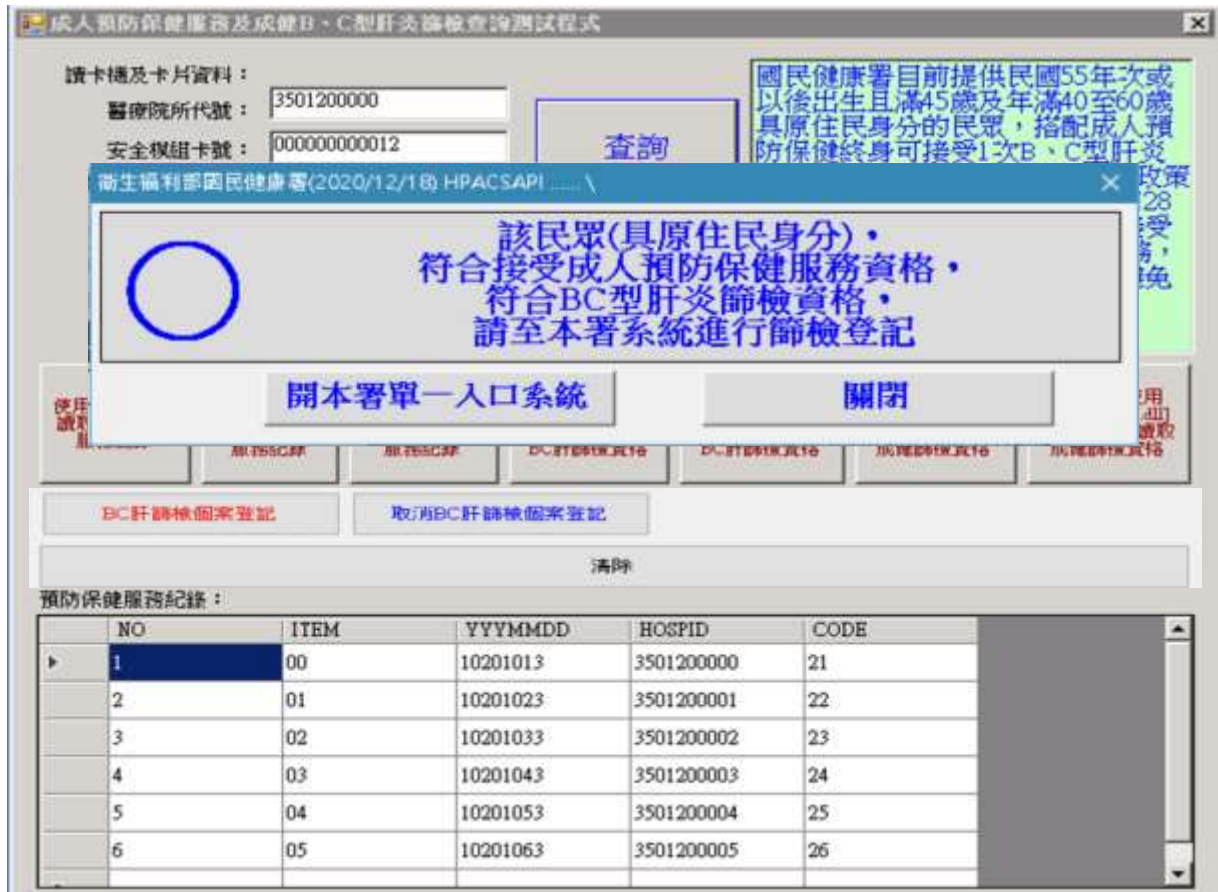 成人預防保健服務及成健B、C型肝炎篩檢查詢測試程式
讀卡機及卡片資料：
醫療院所代號： 3501200000
安全模組卡號： 000000000012
查詢
國民健康署目前提供民國55年次或
以後出生且滿45歲及年滿40至60歲
具原住民身分的民眾，搭配成人預
防保健終身可接受1次B、C型肝炎
政策
28
受
務，
避免
衛生福利部國民健康署(2020/12/18) HPACSAPI ...... \
該民眾(具原住民身分)，
符合接受成人預防保健服務資格，
符合BC型肝炎篩檢資格，
請至本署系統進行篩檢登記
開本署單一入口系統 關閉
BC肝篩檢個案登記 取消BC肝篩檢個案登記
清除
預防保健服務紀錄：
NO ITEM YYYMMDD HOSPID CODE
1 00 10201013 3501200000 21
2 01 10201023 3501200001 22
3 02 10201033 3501200002 23
4 03 10201043 3501200003 24
5 04 10201053 3501200004 25
6 05 10201063 3501200005 26